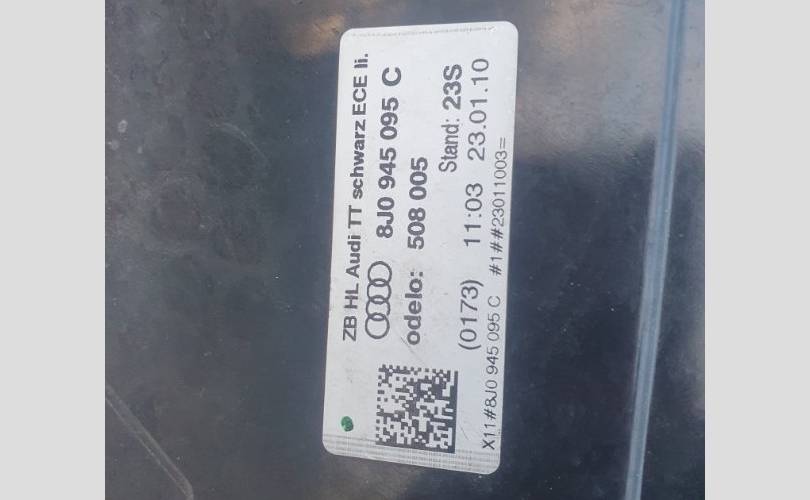 ZB HL Audi TT schwarz ECE li.
8J0 945 095 C
odelo: 508 005
Stand: 23S
(0173) 11:03 23.01.10
X11#8J0 945 095 C #1##23011003=